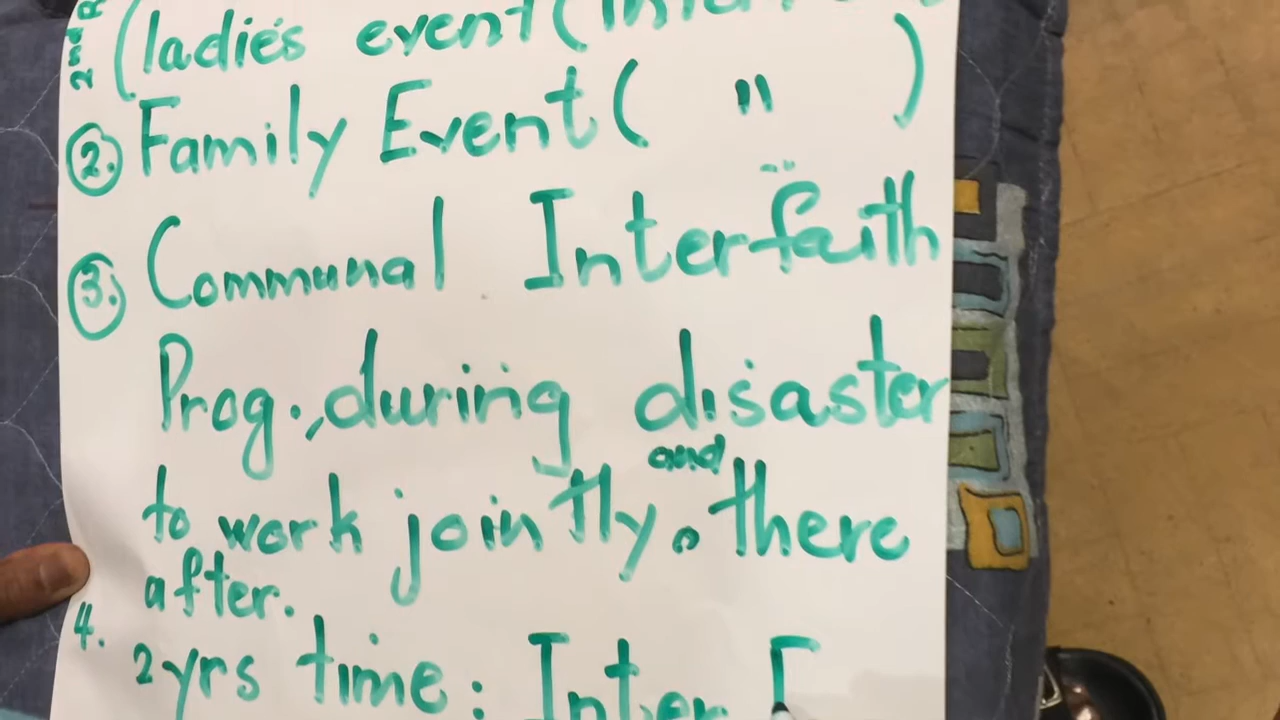 2nd
(ladies event(
2. Family Event( " )
3. Communal Interfaith
Prog., during disaster
to work jointly. and there
after.
4. 2yrs time: Inter F